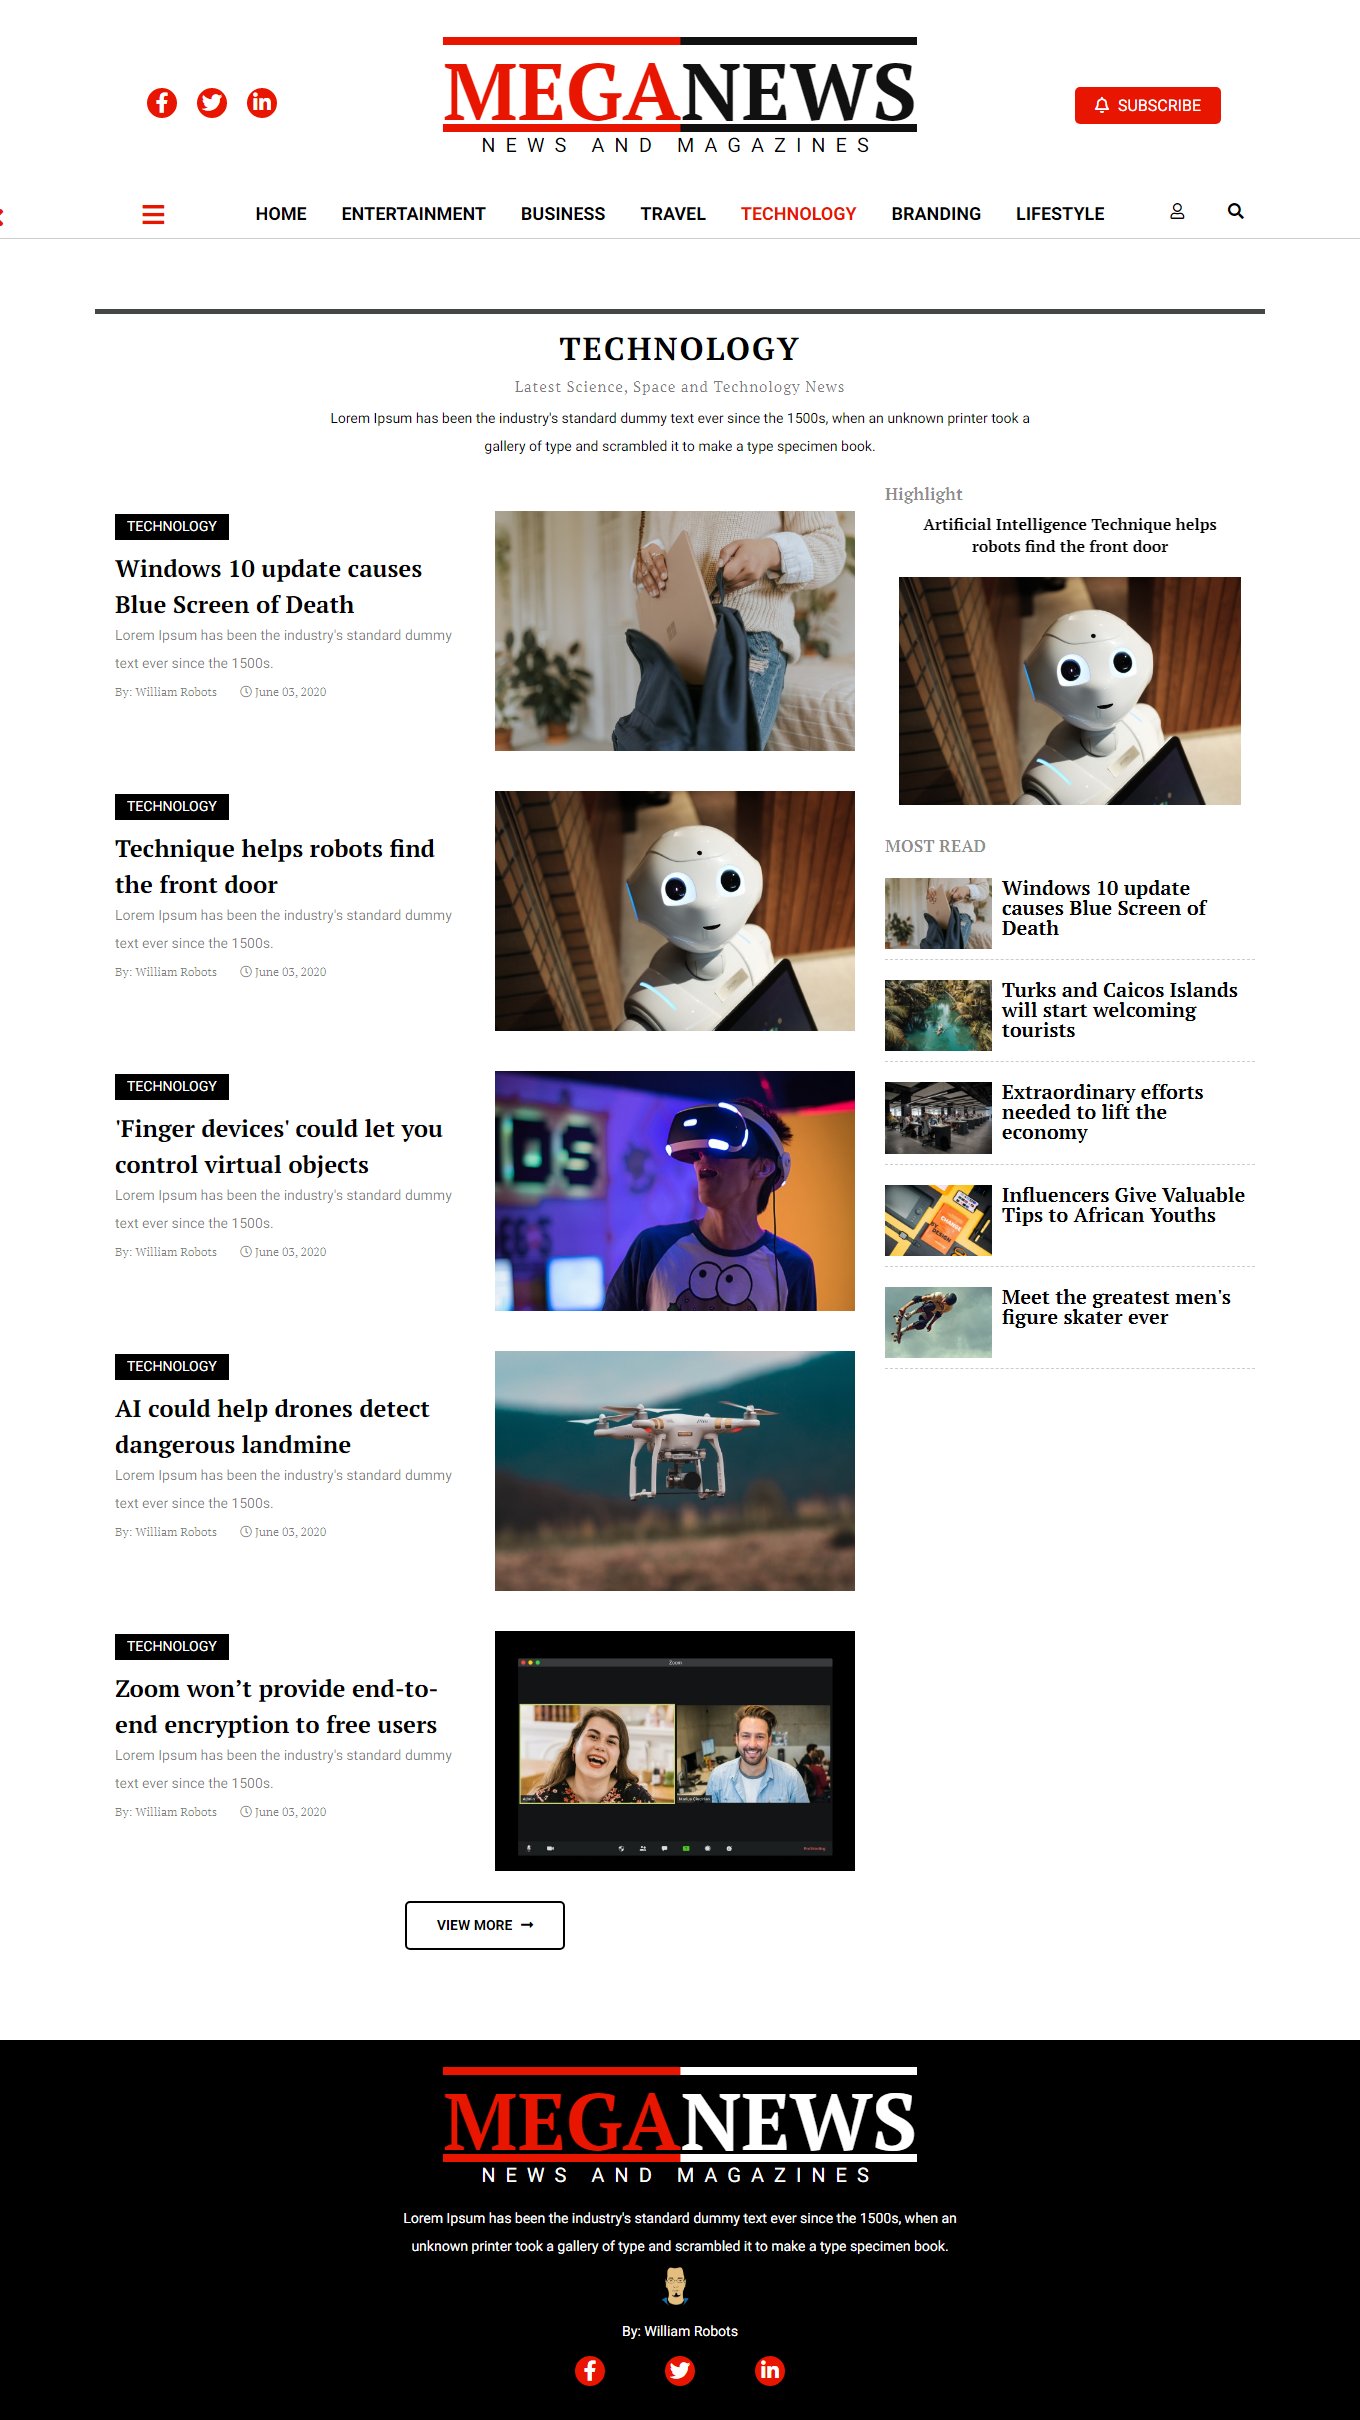 MEGANEWS
NEWS AND MAGAZINES
SUBSCRIBE
HOME ENTERTAINMENT BUSINESS TRAVEL TECHNOLOGY BRANDING LIFESTYLE
TECHNOLOGY
Latest Science, Space and Technology News
Lorem Ipsum has been the industry's standard dummy text ever since the 1500s, when an unknown printer took a
gallery of type and scrambled it to make a type specimen book.
TECHNOLOGY
Windows 10 update causes
Blue Screen of Death
Lorem Ipsum has been the industry's standard dummy
text ever since the 1500s.
By: William Robots June 03, 2020
TECHNOLOGY
Technique helps robots find
the front door
Lorem Ipsum has been the industry's standard dummy
text ever since the 1500s.
By: William Robots June 03, 2020
TECHNOLOGY
'Finger devices' could let you
control virtual objects
Lorem Ipsum has been the industry's standard dummy
text ever since the 1500s.
By: William Robots June 03, 2020
TECHNOLOGY
AI could help drones detect
dangerous landmine
Lorem Ipsum has been the industry's standard dummy
text ever since the 1500s.
By: William Robots June 03, 2020
TECHNOLOGY
Zoom won’t provide end-to-
end encryption to free users
Lorem Ipsum has been the industry's standard dummy
text ever since the 1500s.
By: William Robots June 03, 2020
Zoom
Admin
VIEW MORE
Highlight
Artificial Intelligence Technique helps
robots find the front door
MOST READ
Windows 10 update
causes Blue Screen of
Death
Turks and Caicos Islands
will start welcoming
tourists
Extraordinary efforts
needed to lift the
economy
CHANGE
BY
DESIGN
Influencers Give Valuable
Tips to African Youths
Meet the greatest men's
figure skater ever
MEGANEWS
NEWS AND MAGAZINES
Lorem Ipsum has been the industry's standard dummy text ever since the 1500s, when an
unknown printer took a gallery of type and scrambled it to make a type specimen book.
By: William Robots